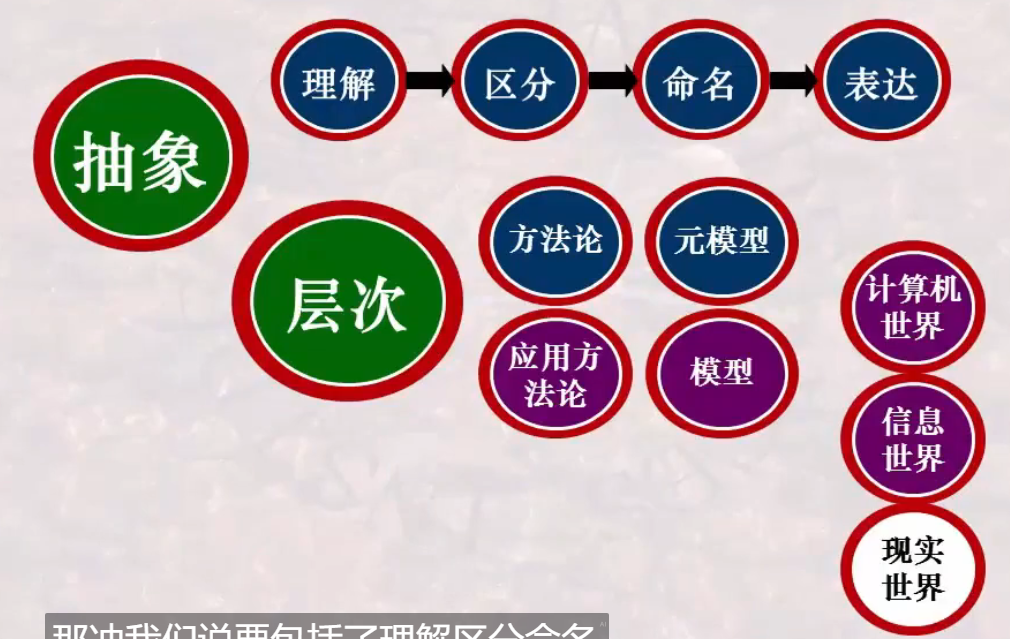 抽象
理解
区分
命名
表达
层次
方法论
元模型
应用方
法论
模型
计算机
世界
信息
世界
现实
世界
那冲我们说要包括了理解区分命名